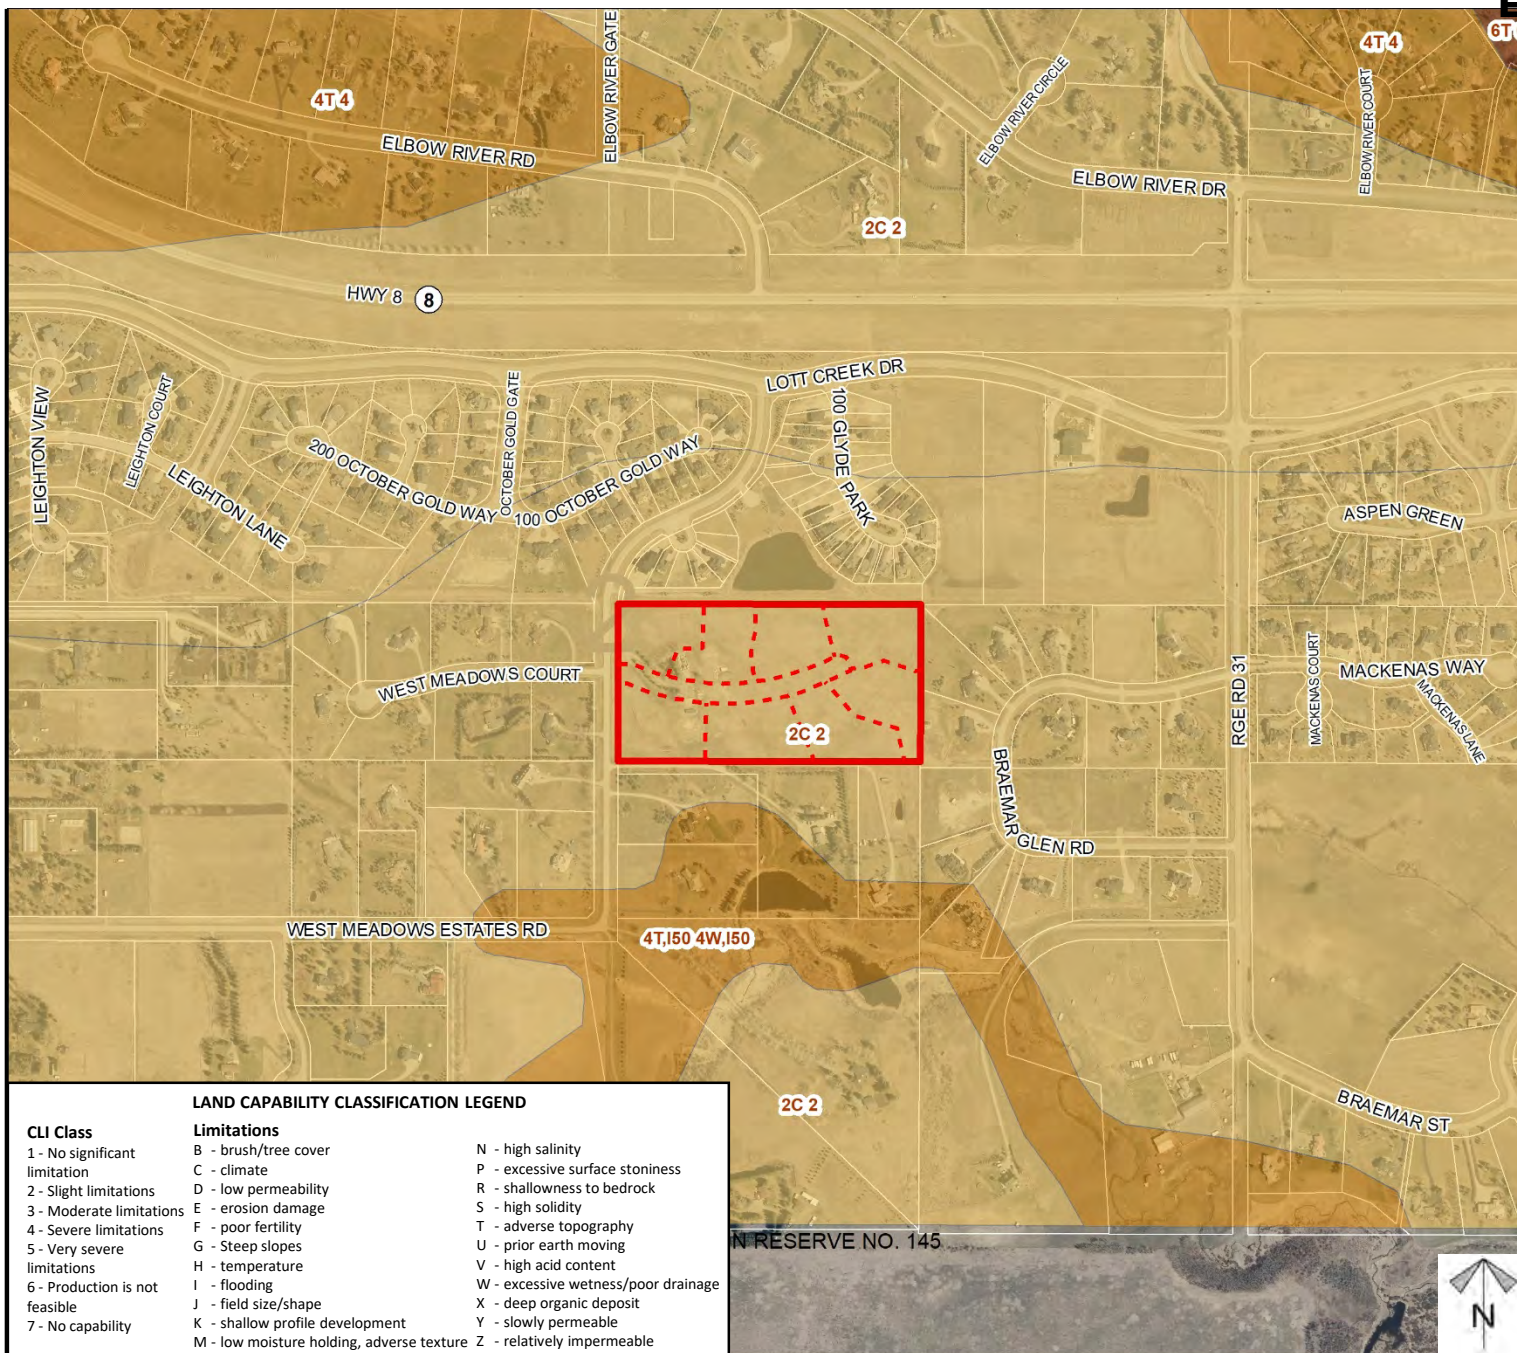 4T 4
ELBOW RIVER RD
ELBOW RIVER GATE
ELBOW RIVER CIRCLE
4T 4
6T
ELBOW RIVER COURT
ELBOW RIVER DR
2C 2
HWY 8
8
LOTT CREEK DR
LEIGHTON VIEW
LEIGHTON COURT
LEIGHTON LANE
200 OCTOBER GOLD WAY
OCTOBER GOLD GATE
100 OCTOBER GOLD WAY
100 GLYDE PARK
ASPEN GREEN
WEST MEADOWS COURT
2C 2
RGE RD 31
MACKENAS COURT
MACKENAS WAY
MACKENAS LANE
BRAEMAR GLEN RD
WEST MEADOWS ESTATES RD
4T,I50 4W,I50
2C 2
BRAEMAR ST
N RESERVE NO. 145
LAND CAPABILITY CLASSIFICATION LEGEND
CLI Class
1 - No significant
limitation
2 - Slight limitations
3 - Moderate limitations
4 - Severe limitations
5 - Very severe
limitations
6 - Production is not
feasible
7 - No capability
Limitations
B - brush/tree cover
C - climate
D - low permeability
E - erosion damage
F - poor fertility
G - Steep slopes
H - temperature
I - flooding
J - field size/shape
K - shallow profile development
M - low moisture holding, adverse texture
N - high salinity
P - excessive surface stoniness
R - shallowness to bedrock
S - high solidity
T - adverse topography
U - prior earth moving
V - high acid content
W - excessive wetness/poor drainage
X - deep organic deposit
Y - slowly permeable
Z - relatively impermeable
N